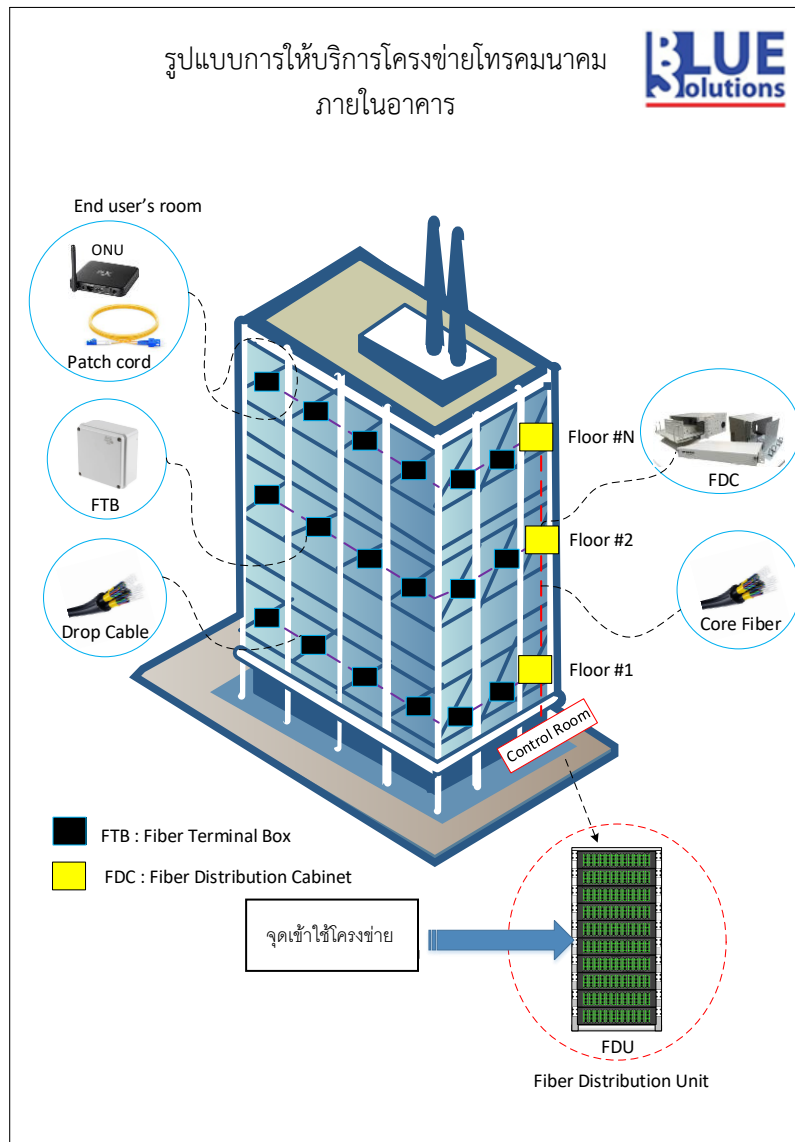 รูปแบบการให้บริการโครงข่ายโทรคมนาคม
ภายในอาคาร
BLUE
Solutions
End user's room
ONU
Patch cord
FTB
Drop Cable
Floor #N
FDC
Floor #2
Core Fiber
Floor #1
Control Room
FTB : Fiber Terminal Box
FDC : Fiber Distribution Cabinet
จุดเข้าใช้โครงข่าย
FDU
Fiber Distribution Unit